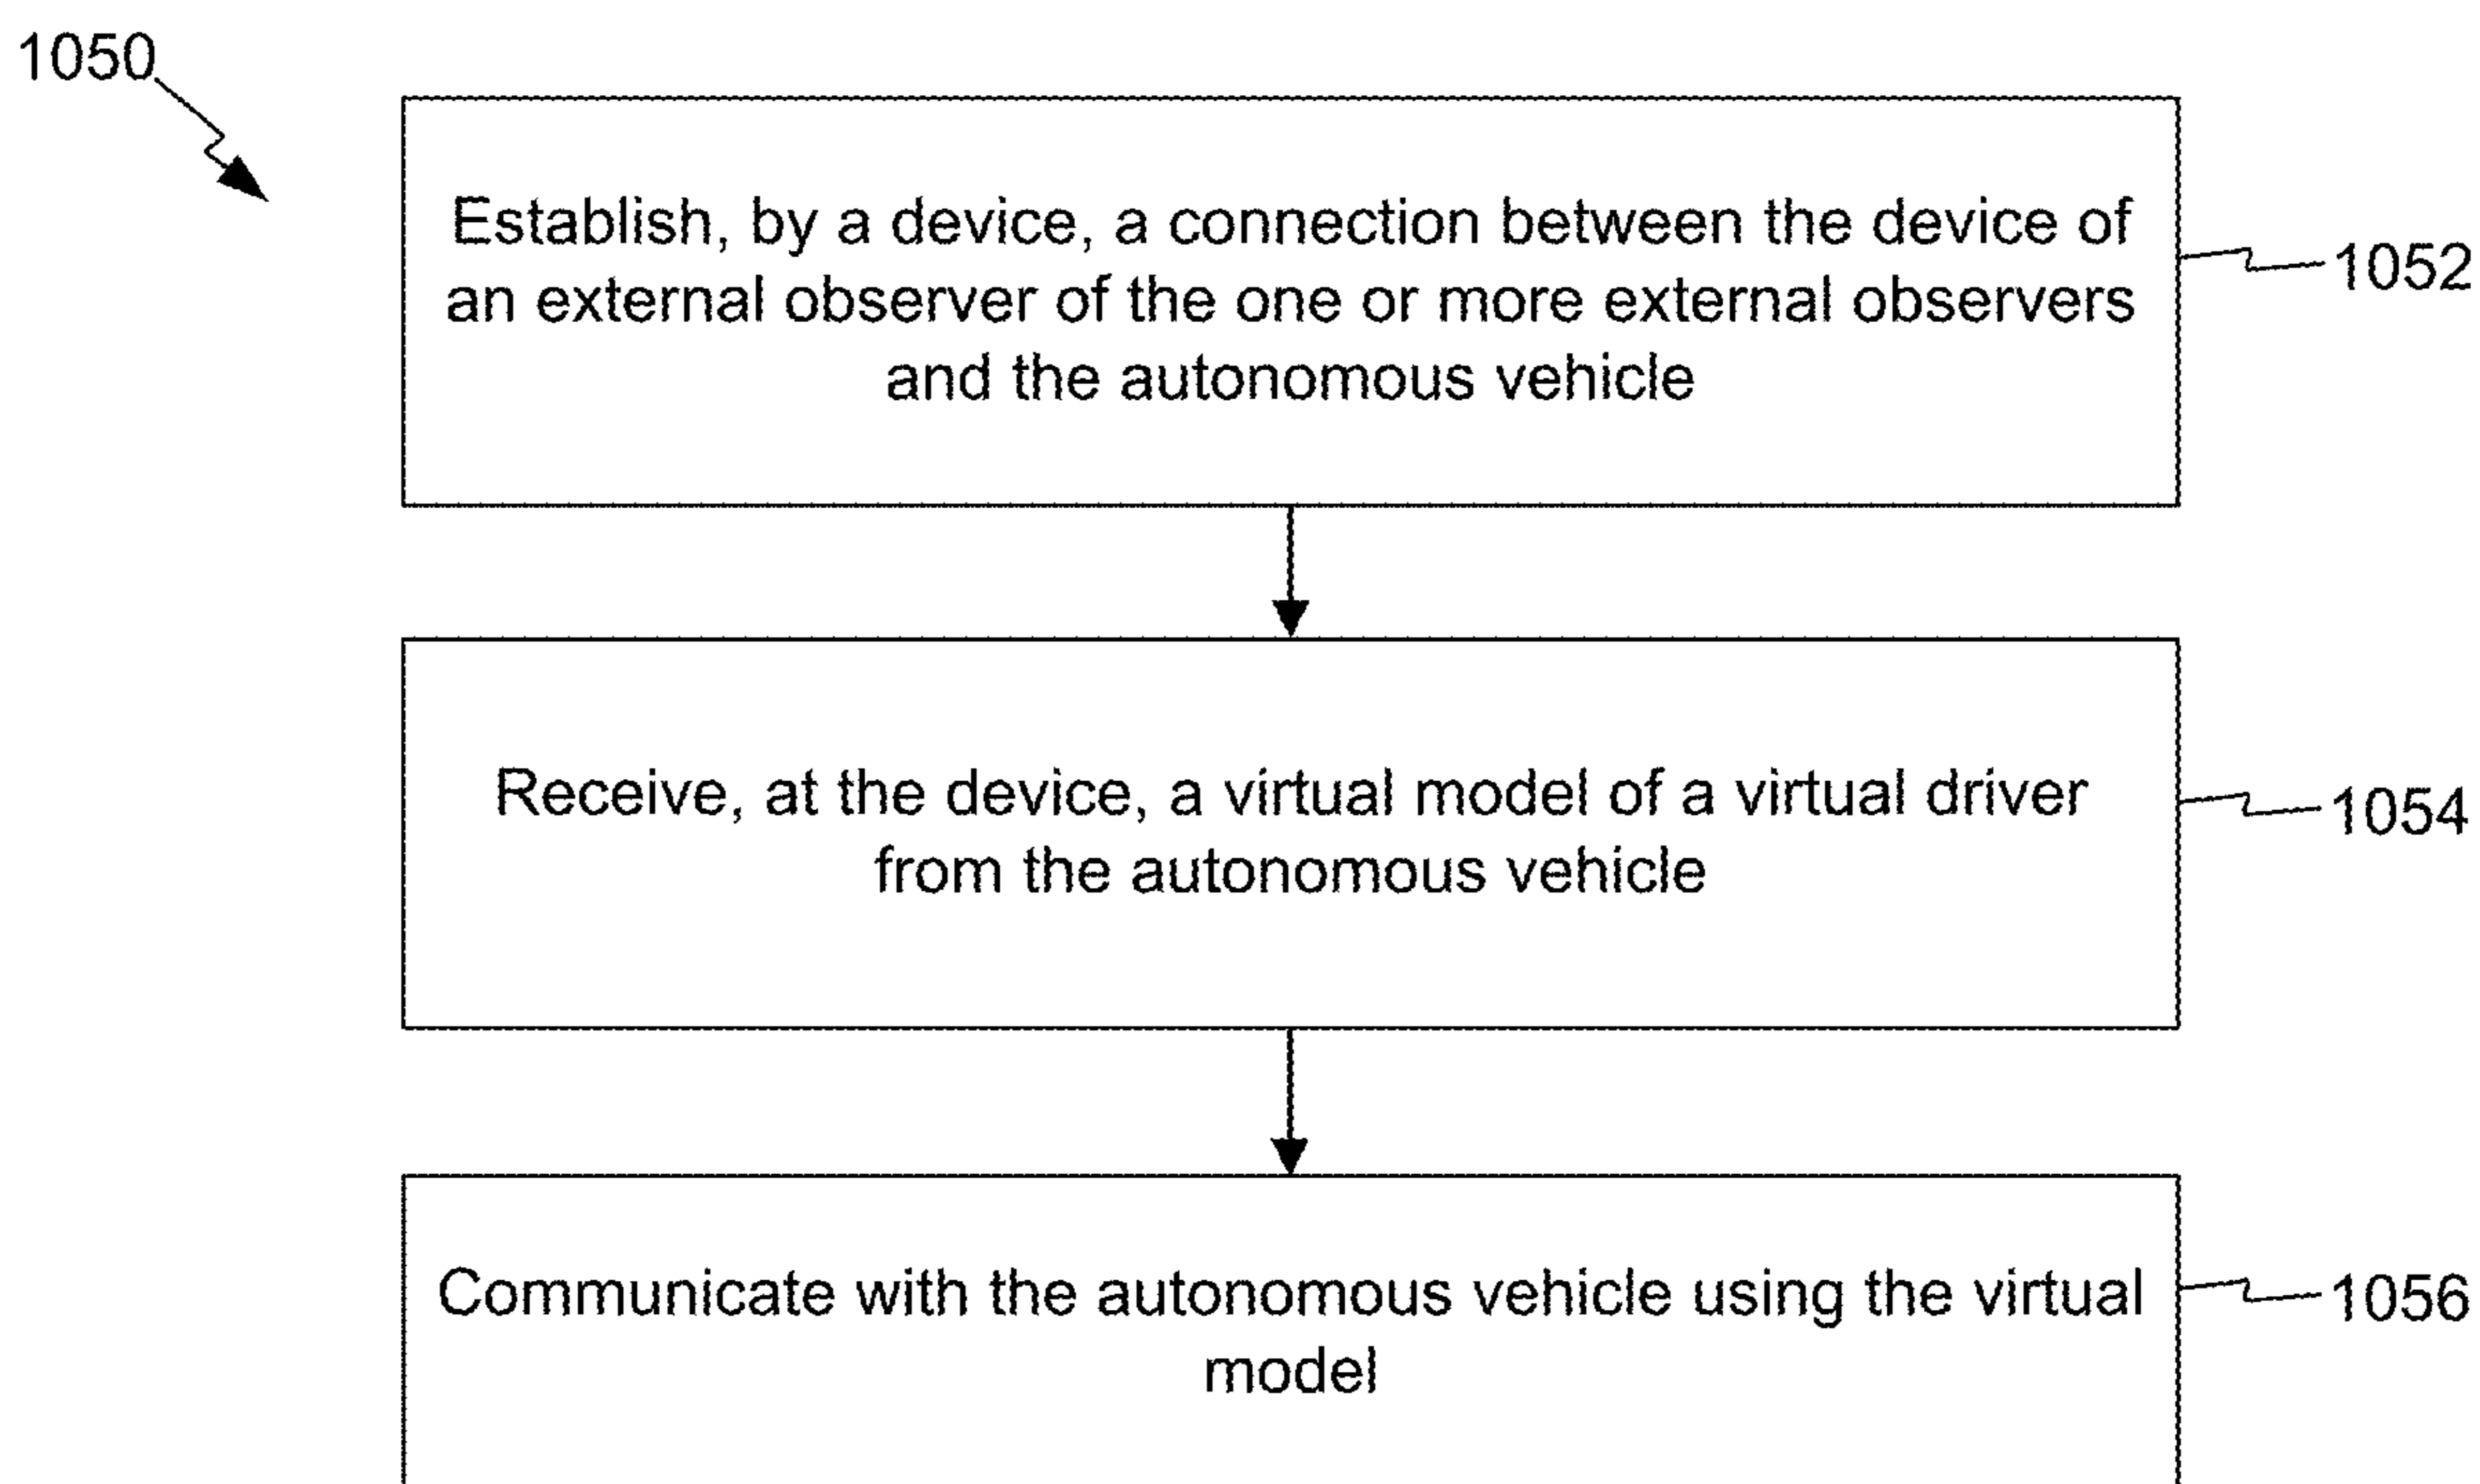 1050
Establish, by a device, a connection between the device of
an external observer of the one or more external observers
and the autonomous vehicle
1052
Receive, at the device, a virtual model of a virtual driver
from the autonomous vehicle
1054
Communicate with the autonomous vehicle using the virtual
model
1056